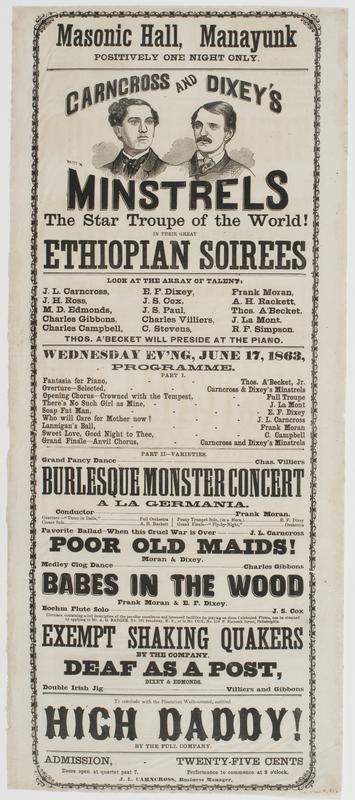 Masonic Hall, Manayunk
POSITIVELY ONE NIGHT ONLY.
CARNCROSS AND DIXEY'S
MINSTRELS
The Star Troupe of the World!
IN THEIR GREAT
ETHIOPIAN SOIREES
LOOK AT THE ARRAY OF TALENT:
J. L. Carncross, E. F. Dixey, Frank Moran,
J. H. Ross, J. S. Cox, A. H. Rackett,
M. D. Edmonds, J. S. Paul, Thos. A'Becket.
Charles Gibbons, Charles Villiers, J. La Mont.
Charles Campbell, C. Stevens, R. F. Simpson.
THOS. A'BECKET WILL PRESIDE AT THE PIANO.
WEDNESDAY EV'NG, JUNE 17, 1863,
PROGRAMME.
PART I.
Fantasia for Piano, Thos. A'Becket, Jr.
Overture—Selected, Carncross & Dixey's Minstrels
Opening Chorus—Crowned with the Tempest, Full Troupe
There's No Such Girl as Mine, J. La Mont
Soap Fat Man, E. F. Dixey
Who will Care for Mother now! J. L. Carncross
Lannigan's Ball, Frank Moran
Sweet Love, Good Night to Thee, C. Campbell
Grand Finale—Anvil Chorus, Carncross and Dixey's Minstrels
PART II—VARIETIES.
Grand Fancy Dance Chas. Villiers
BURLESQUE MONSTER CONCERT
A LA GERMANIA.
Conductor Frank Moran.
Full Orchestra Penny Trumpet Solo, (in a Horn,) E. F. Dixey
A. H. Rackett Orchestra
Favorite Ballad—When this Cruel War is Over J. L. Carncross
POOR OLD MAIDS!
Moran & Dixey.
Medley Clog Dance Charles Gibbons
BABES IN THE WOOD
Frank Moran & E. F. Dixey.
Boehm Flute Solo J. S. Cox
EXEMPT SHAKING QUAKERS
BY THE COMPANY.
DEAF AS A POST,
DIXEY & EDMONDS.
Double Irish Jig Villiers and Gibbons
To conclude with the Plantation Walk-around, entitled
HIGH DADDY!
BY THE FULL COMPANY.
ADMISSION, - TWENTY-FIVE CENTS
Doors open at quarter past 7. Performance to commence at 8 o'clock.
J. L. CARNCROSS, Business Manager.